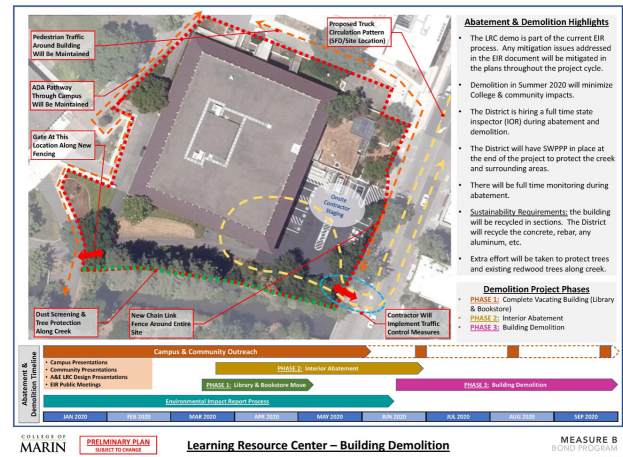 Pedestrian Traffic
Around Building
Will Be Maintained
ADA Pathway
Through Campus
Will Be Maintained
Gate At This
Location Along New
Fencing
Proposed Truck
Circulation Pattern
(SFD/Site Location)
Onsite
Contractor
Staging
Dust Screening &
Tree Protection
Along Creek
New Chain Link
Fence Around Entire
Site
Contractor Will
Implement Traffic
Control Measures
Abatement & Demolition Highlights
• The LRC demo is part of the current EIR
process. Any mitigation issues addressed
in the EIR document will be mitigated in
the plans throughout the project cycle.
• Demolition in Summer 2020 will minimize
College & community impacts.
• The District is hiring a full time state
inspector (IOR) during abatement and
demolition.
• The District will have SWPPP in place at
the end of the project to protect the creek
and surrounding areas.
• There will be full time monitoring during
abatement.
• Sustainability Requirements: the building
will be recycled in sections. The District
will recycle the concrete, rebar, any
aluminum, etc.
• Extra effort will be taken to protect trees
and existing redwood trees along creek.
Demolition Project Phases
• PHASE 1: Complete Vacating Building (Library
& Bookstore)
• PHASE 2: Interior Abatement
• PHASE 3: Building Demolition
Abatement &
Demolition Timeline
Campus & Community Outreach
• Campus Presentations
• Community Presentations
• A&E LRC Design Presentations
• EIR Public Meetings
PHASE 2: Interior Abatement
PHASE 1: Library & Bookstore Move
PHASE 3: Building Demolition
Environmental Impact Report Process
JAN 2020 FEB 2020 MAR 2020 APR 2020 MAY 2020 JUN 2020 JUL 2020 AUG 2020 SEP 2020
COLLEGE OF
MARIN
PRELMINARY PLAN
SUBJECT TO CHANGE
Learning Resource Center – Building Demolition
MEASURE B
BOND PROGRAM